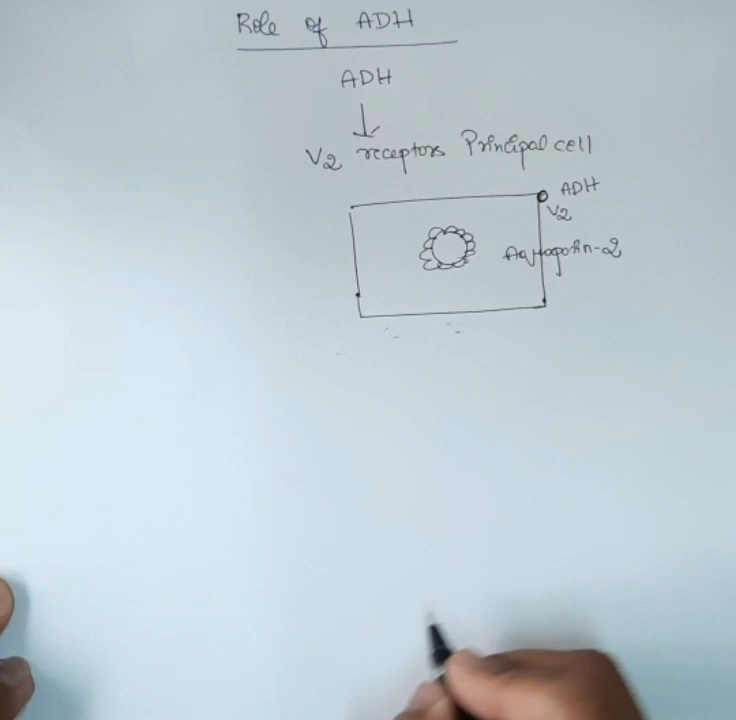 Role of ADH
ADH
V2 receptors Principal cell
ADH
V2
Aquaporin-2